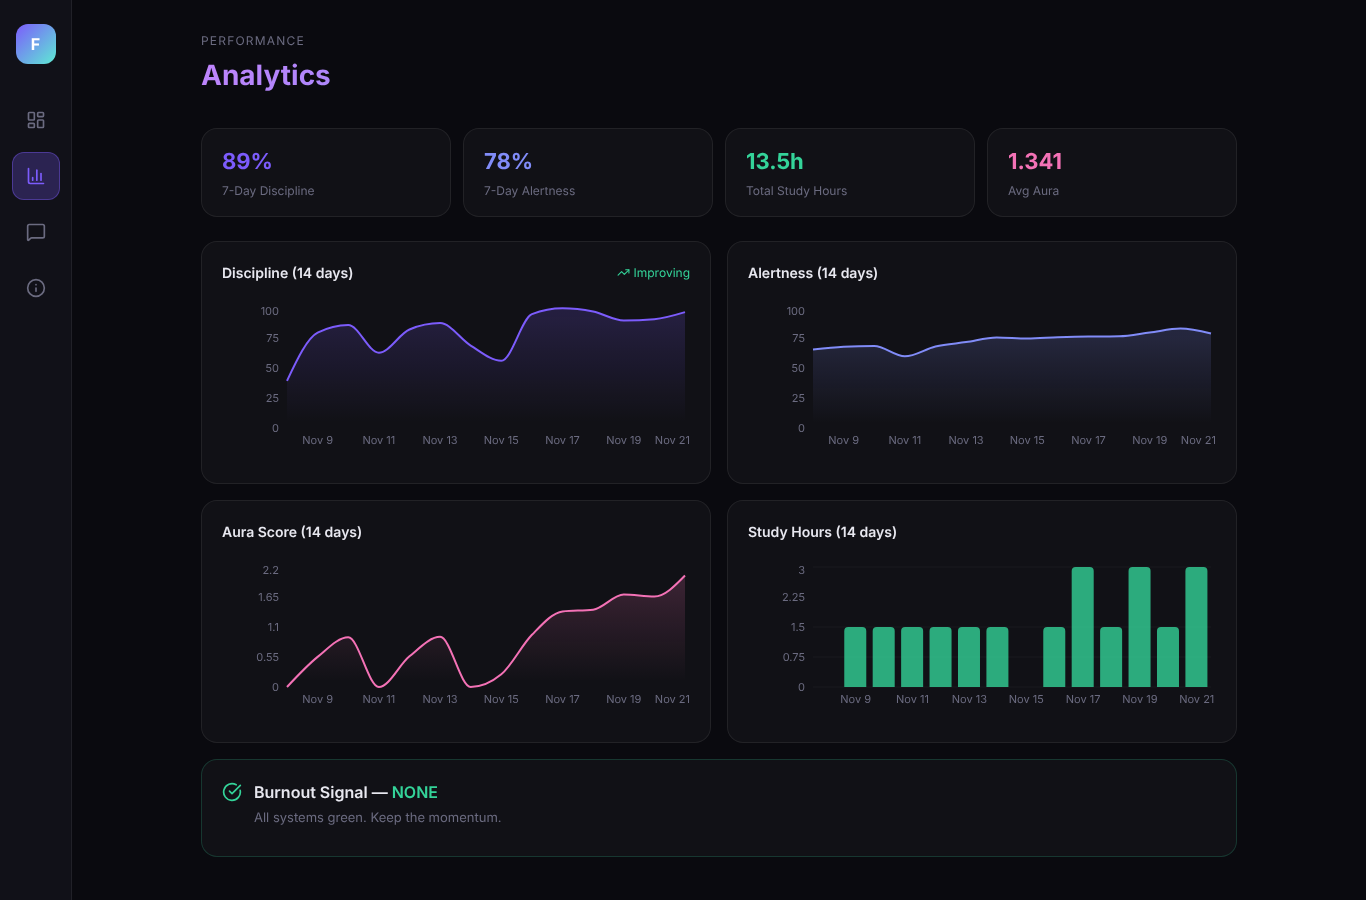 F
PERFORMANCE
Analytics
89%
7-Day Discipline
78%
7-Day Alertness
13.5h
Total Study Hours
1.341
Avg Aura
Discipline (14 days)
Improving
100
75
50
25
0
Nov 9 Nov 11 Nov 13 Nov 15 Nov 17 Nov 19 Nov 21
Alertness (14 days)
100
75
50
25
0
Nov 9 Nov 11 Nov 13 Nov 15 Nov 17 Nov 19 Nov 21
Aura Score (14 days)
2.2
1.65
1.1
0.55
0
Nov 9 Nov 11 Nov 13 Nov 15 Nov 17 Nov 19 Nov 21
Study Hours (14 days)
3
2.25
1.5
0.75
0
Nov 9 Nov 11 Nov 13 Nov 15 Nov 17 Nov 19 Nov 21
Burnout Signal — NONE
All systems green. Keep the momentum.